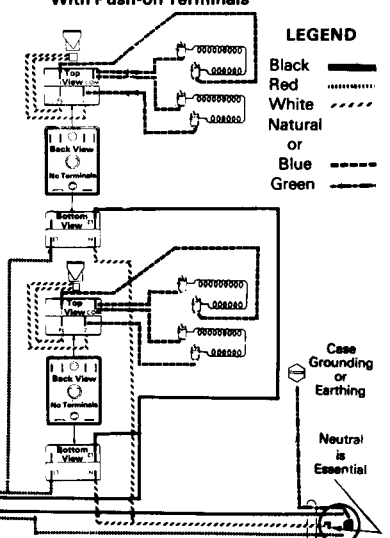 With Push-on Terminals
LEGEND
Black
Red
White
Natural
or
Blue
Green
Top
View
COM
Back View
No Terminals
Bottom
View
Top
View
COM
Back View
No Terminals
Bottom
View
Case
Grounding
or
Earthing
Neutral
is
Essential